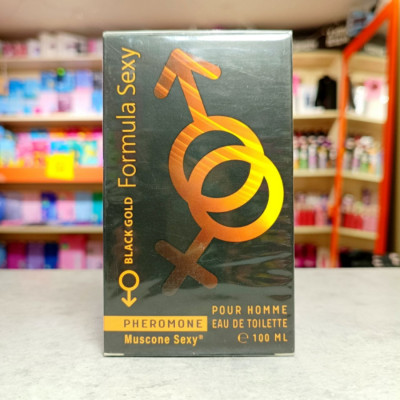 Formula Sexy
BLACK GOLD
PHEROMONE
Muscone Sexy®
POUR HOMME
EAU DE TOILETTE
℮ 100 ML